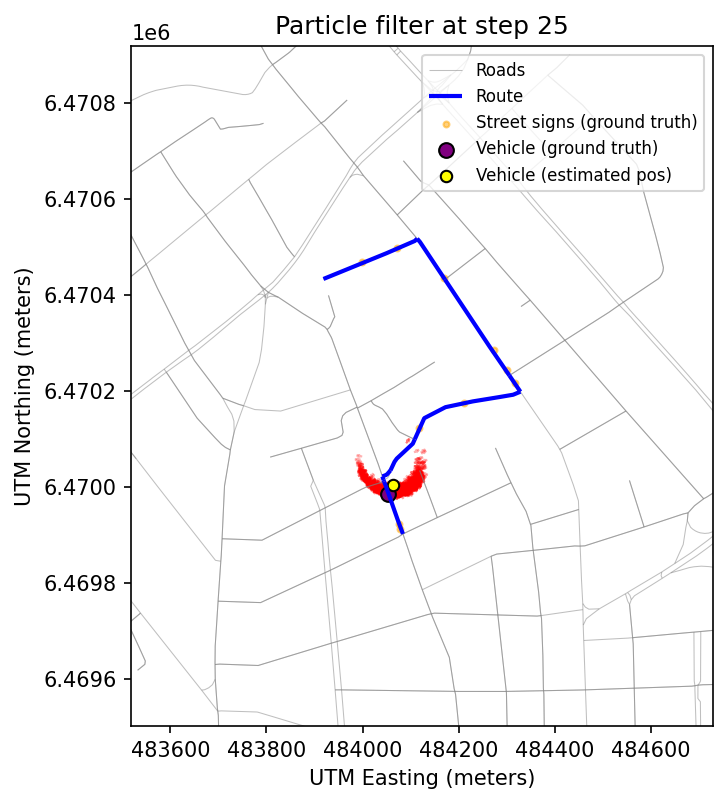 Particle filter at step 25
1e6
Roads
Route
Street signs (ground truth)
Vehicle (ground truth)
Vehicle (estimated pos)
6.4708
6.4706
6.4704
6.4702
6.4700
6.4698
6.4696
UTM Northing (meters)
483600 483800 484000 484200 484400 484600
UTM Easting (meters)